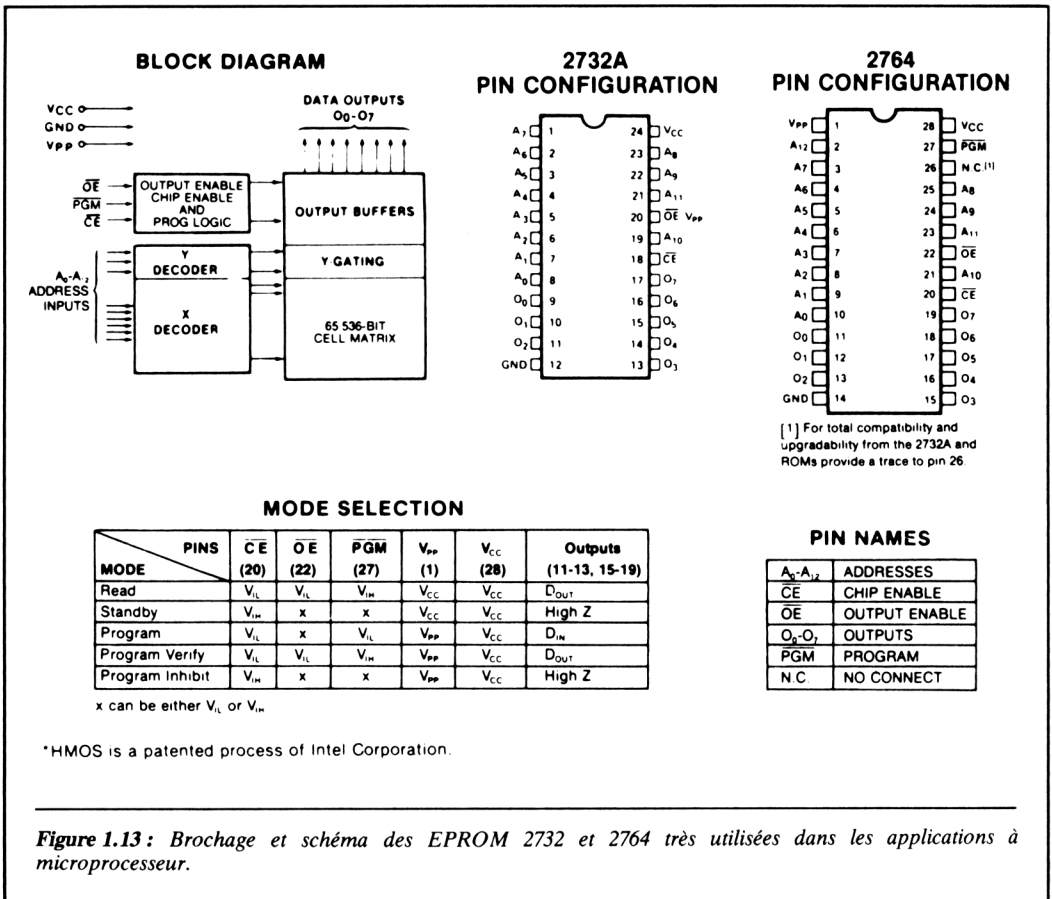 BLOCK DIAGRAM
VCC
GND
VPP
DATA OUTPUTS
O0-O7
OE
PGM
CE
OUTPUT ENABLE
CHIP ENABLE
AND
PROG LOGIC
OUTPUT BUFFERS
A0-A12
ADDRESS
INPUTS
Y
DECODER
Y-GATING
X
DECODER
65 536-BIT
CELL MATRIX
2732A
PIN CONFIGURATION
A7 1 24 VCC
A6 2 23 A8
A5 3 22 A9
A4 4 21 A11
A3 5 20 OE VPP
A2 6 19 A10
A1 7 18 CE
A0 8 17 O7
O0 9 16 O6
O1 10 15 O5
O2 11 14 O4
GND 12 13 O3
2764
PIN CONFIGURATION
VPP 1 28 VCC
A12 2 27 PGM
A7 3 26 N.C.[1]
A6 4 25 A8
A5 5 24 A9
A4 6 23 A11
A3 7 22 OE
A2 8 21 A10
A1 9 20 CE
A0 10 19 O7
O0 11 18 O6
O1 12 17 O5
O2 13 16 O4
GND 14 15 O3
[1] For total compatibility and
upgradability from the 2732A and
ROMs provide a trace to pin 26
MODE SELECTION
PINS CE OE PGM VPP VCC Outputs
MODE (20) (22) (27) (1) (28) (11-13, 15-19)
Read VIL VIL VIH VCC VCC DOUT
Standby VIH x x VCC VCC High Z
Program VIL x VIL VPP VCC DIN
Program Verify VIL VIL VIH VPP VCC DOUT
Program Inhibit VIH x x VPP VCC High Z
x can be either VIL or VIH
PIN NAMES
A0-A12 ADDRESSES
CE CHIP ENABLE
OE OUTPUT ENABLE
O0-O7 OUTPUTS
PGM PROGRAM
N.C. NO CONNECT
*HMOS is a patented process of Intel Corporation.
Figure 1.13 : Brochage et schéma des EPROM 2732 et 2764 très utilisées dans les applications à
microprocesseur.